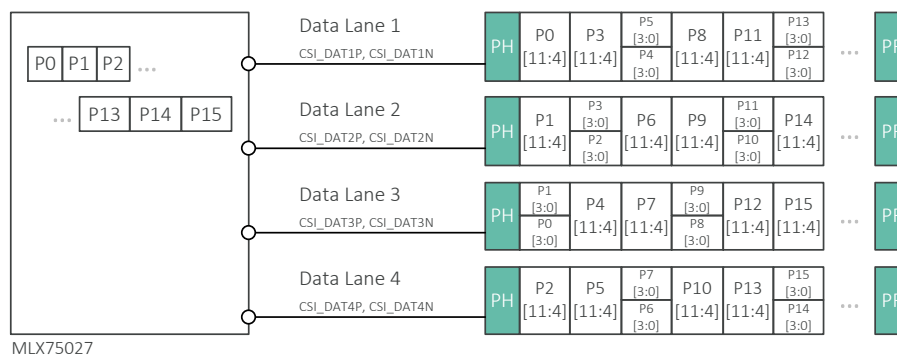 P0 P1 P2 ...
... P13 P14 P15
MLX75027
Data Lane 1
CSI_DAT1P, CSI_DAT1N
PH P0 [11:4] P3 [11:4] P5 [3:0] P4 [3:0] P8 [11:4] P11 [11:4] P13 [3:0] P12 [3:0] ...
Data Lane 2
CSI_DAT2P, CSI_DAT2N
PH P1 [11:4] P3 [3:0] P2 [3:0] P6 [11:4] P9 [11:4] P11 [3:0] P10 [3:0] P14 [11:4] ...
Data Lane 3
CSI_DAT3P, CSI_DAT3N
PH P1 [3:0] P0 [3:0] P4 [11:4] P7 [11:4] P9 [3:0] P8 [3:0] P12 [11:4] P15 [11:4] ...
Data Lane 4
CSI_DAT4P, CSI_DAT4N
PH P2 [11:4] P5 [11:4] P7 [3:0] P6 [3:0] P10 [11:4] P13 [11:4] P15 [3:0] P14 [3:0] ...